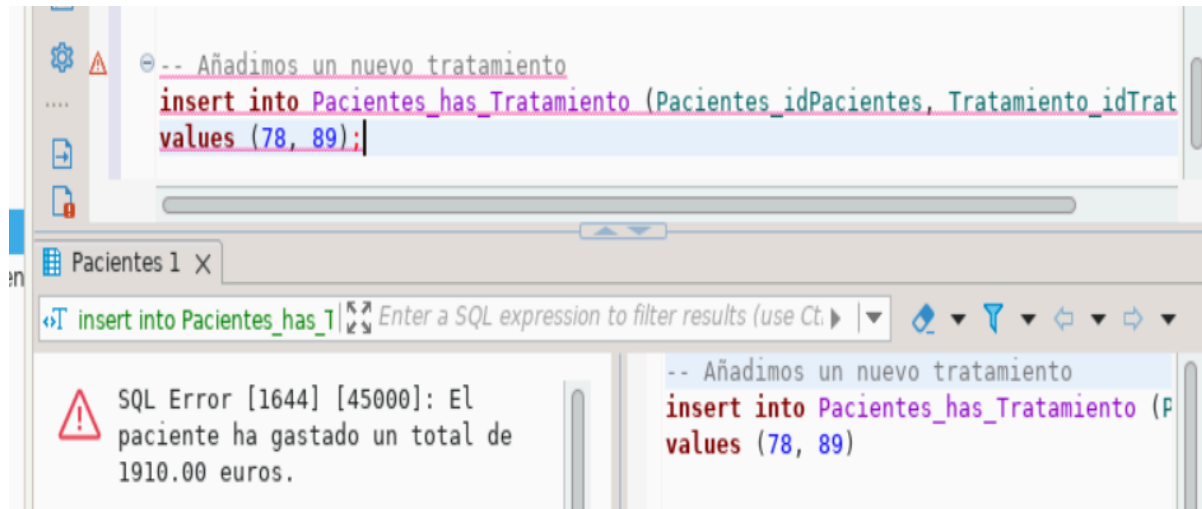 -- Añadimos un nuevo tratamiento
insert into Pacientes_has_Tratamiento (Pacientes_idPacientes, Tratamiento_idTrat
values (78, 89);
en
Pacientes 1
insert into Pacientes_has_T Enter a SQL expression to filter results (use Ct
SQL Error [1644] [45000]: El
paciente ha gastado un total de
1910.00 euros.
-- Añadimos un nuevo tratamiento
insert into Pacientes_has_Tratamiento (P
values (78, 89)